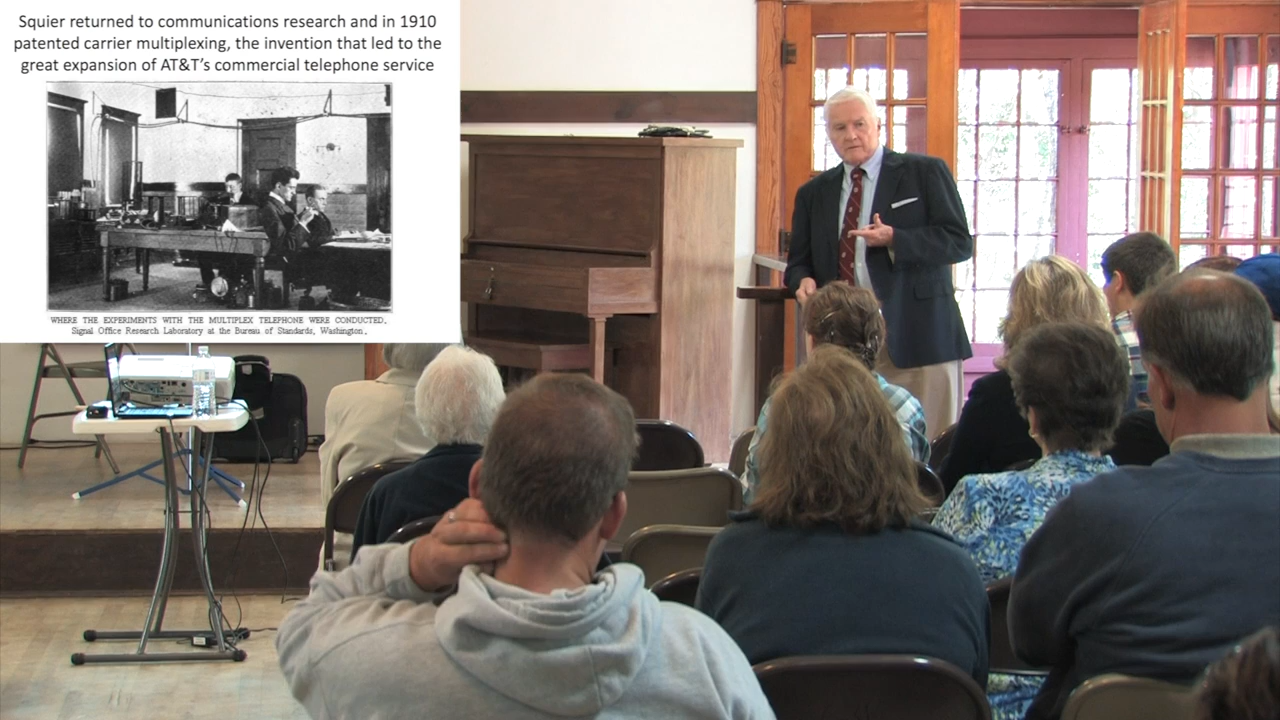 Squier returned to communications research and in 1910
patented carrier multiplexing, the invention that led to the
great expansion of AT&T's commercial telephone service
WHERE THE EXPERIMENTS WITH THE MULTIPLEX TELEPHONE WERE CONDUCTED.
Signal Office Research Laboratory at the Bureau of Standards, Washington.